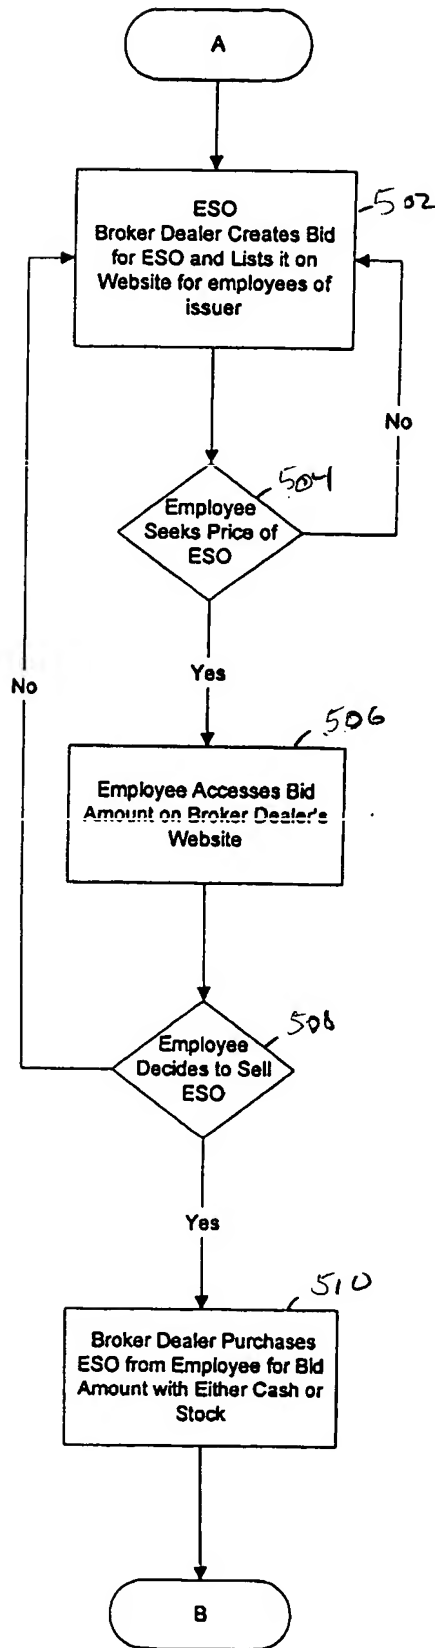 A
ESO
Broker Dealer Creates Bid
for ESO and Lists it on
Website for employees of
issuer
502
No
504
Employee
Seeks Price of
ESO
Yes
No
506
Employee Accesses Bid
Amount on Broker Dealer's
Website
508
Employee
Decides to Sell
ESO
Yes
510
Broker Dealer Purchases
ESO from Employee for Bid
Amount with Either Cash or
Stock
B